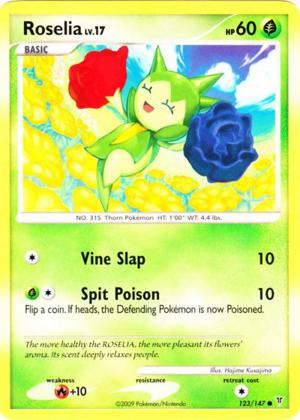 Roselia LV.17 HP 60
BASIC
NO. 315 Thorn Pokémon HT: 1'00" WT: 4.4 lbs.
Vine Slap 10
Spit Poison 10
Flip a coin. If heads, the Defending Pokémon is now Poisoned.
The more healthy the ROSELIA, the more pleasant its flowers'
aroma. Its scent deeply relaxes people.
Illus. Hajime Kusajima
weakness resistance retreat cost
+10
©2009 Pokémon/Nintendo 123/147